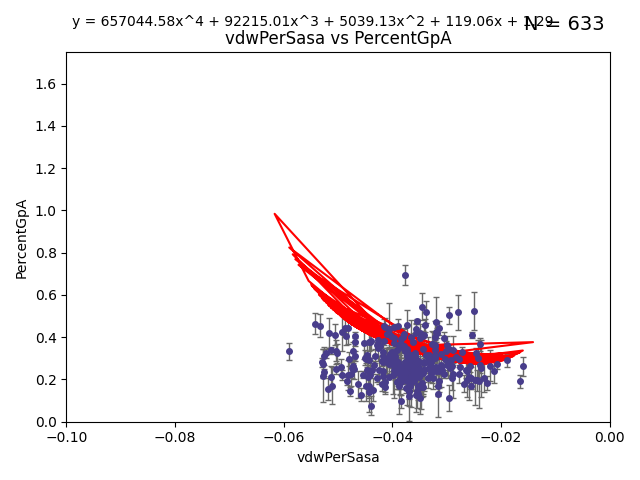 y = 657044.58x^4 + 92215.01x^3 + 5039.13x^2 + 119.06x +
N = 633
vdwPerSasa vs PercentGpA
PercentGpA
1.6
1.4
1.2
1.0
0.8
0.6
0.4
0.2
0.0
−0.10 −0.08 −0.06 −0.04 −0.02 0.00
vdwPerSasa